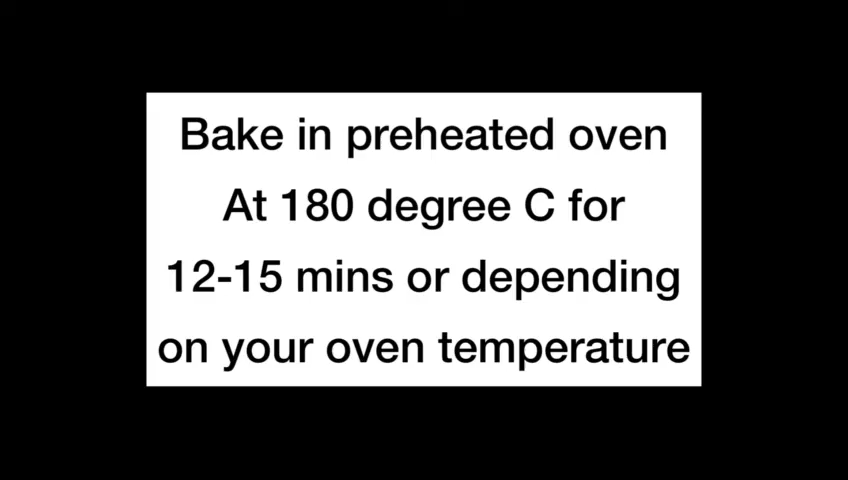 Bake in preheated oven
At 180 degree C for
12-15 mins or depending
on your oven temperature